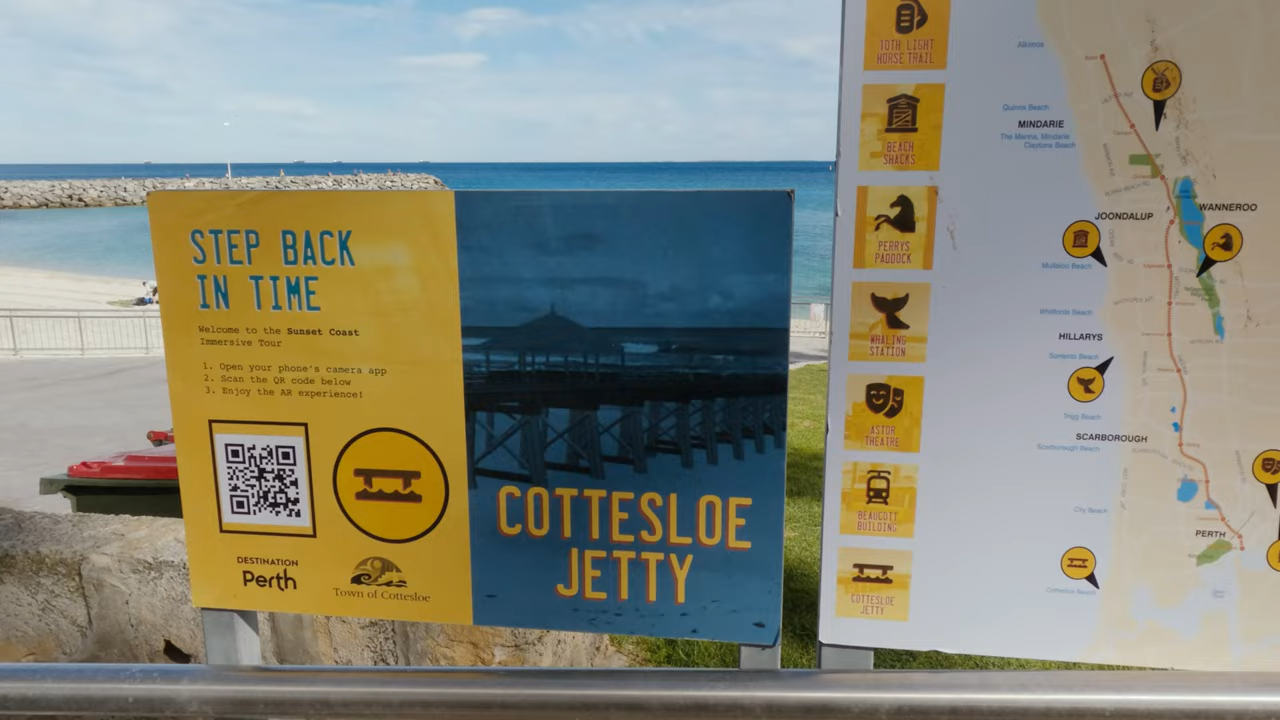 STEP BACK
IN TIME
Welcome to the Sunset Coast
Immersive Tour
1. Open your phone's camera app
2. Scan the QR code below
3. Enjoy the AR experience!
DESTINATION
Perth
Town of Cottesloe
COTTESLOE
JETTY
10TH LIGHT
HORSE TRAIL
BEACH
SHACKS
PERRYS
PADDOCK
WHALING
STATION
ASTOR
THEATRE
BEAUCOTT
BUILDING
COTTESLOE
JETTY
Alkimos
Quinns Beach
MINDARIE
The Marina, Mindarie
Claytons Beach
JOONDALUP
WANNEROO
Mullaloo Beach
Whitfords Beach
HILLARYS
Sorrento Beach
Trigg Beach
SCARBOROUGH
Scarborough Beach
City Beach
PERTH
Cottesloe Beach